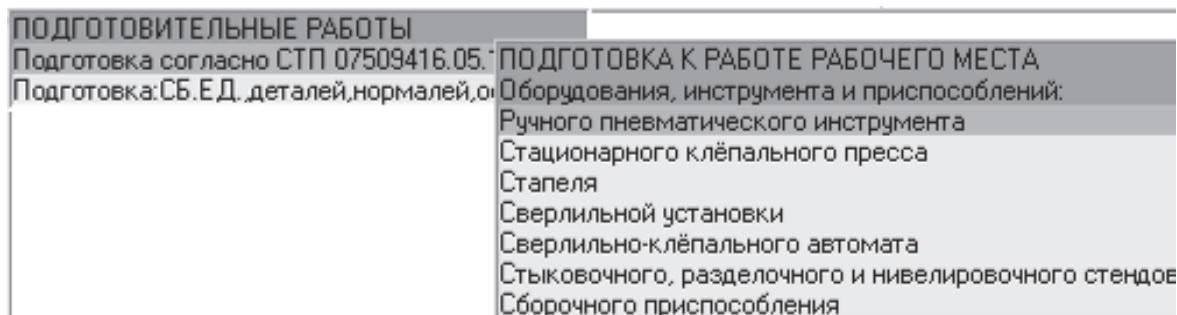 ПОДГОТОВИТЕЛЬНЫЕ РАБОТЫ
Подготовка согласно СТП 07509416.05.
Подготовка:СБ.ЕД.,деталей,нормалей,
ПОДГОТОВКА К РАБОТЕ РАБОЧЕГО МЕСТА
Оборудования, инструмента и приспособлений:
Ручного пневматического инструмента
Стационарного клёпального пресса
Стапеля
Сверлильной установки
Сверлильно-клёпального автомата
Стыковочного, разделочного и нивелировочного стендов
Сборочного приспособления